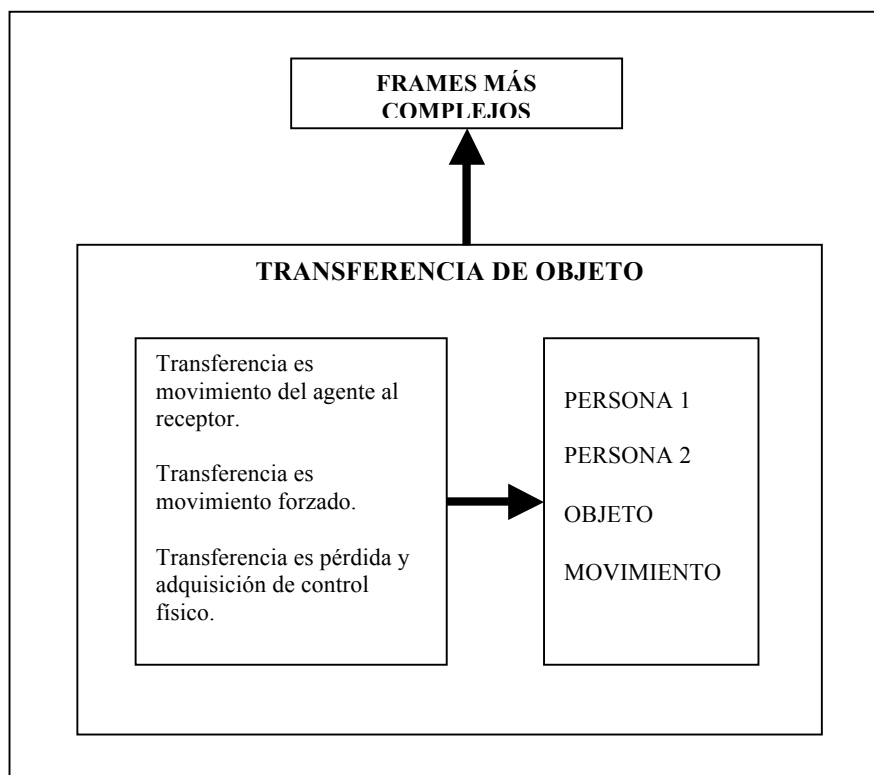 FRAMES MÁS
COMPLEJOS
TRANSFERENCIA DE OBJETO
Transferencia es
movimiento del agente al
receptor.
Transferencia es
movimiento forzado.
Transferencia es pérdida y
adquisición de control
físico.
PERSONA 1
PERSONA 2
OBJETO
MOVIMIENTO